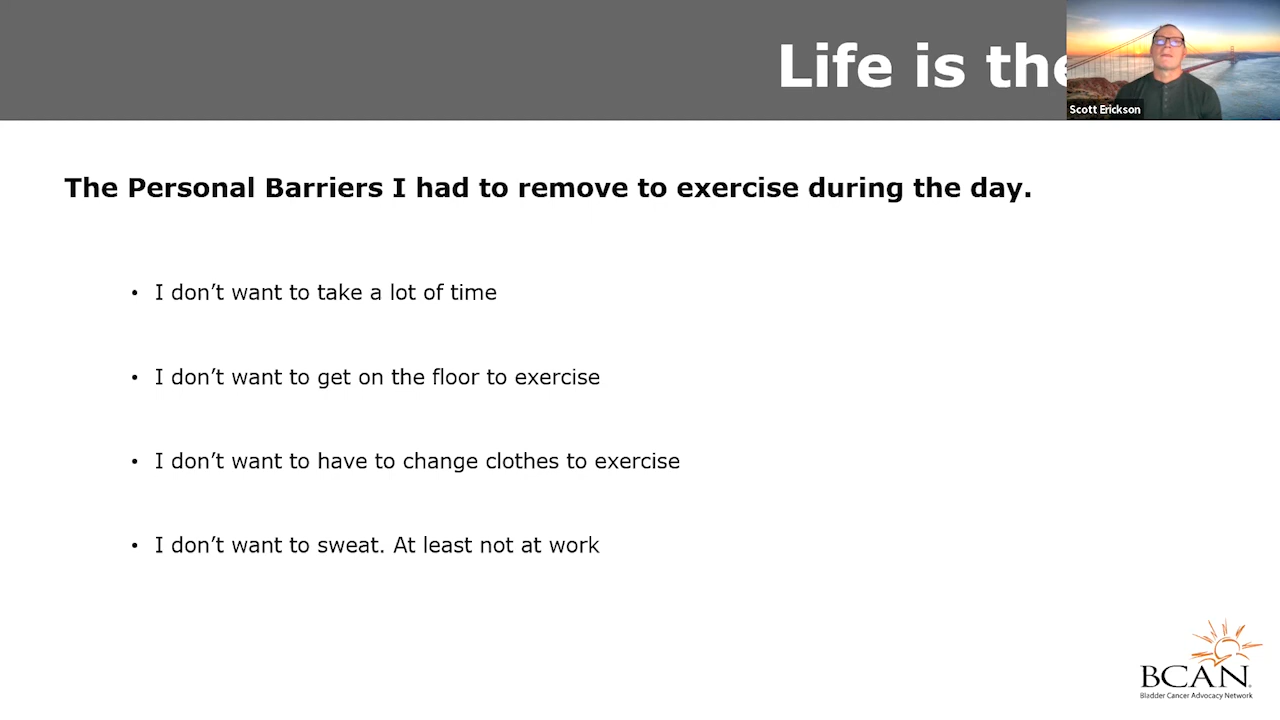 Life is the
Scott Erickson
The Personal Barriers I had to remove to exercise during the day.
• I don’t want to take a lot of time
• I don’t want to get on the floor to exercise
• I don’t want to have to change clothes to exercise
• I don’t want to sweat. At least not at work
BCAN.
Bladder Cancer Advocacy Network